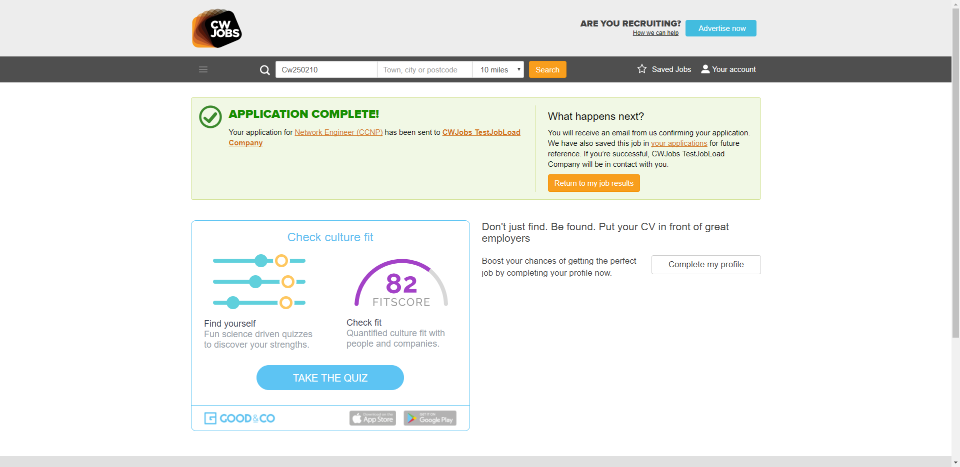 CW
JOBS
ARE YOU RECRUITING?
How we can help
Advertise now
Cw250210
Town, city or postcode
10 miles
Search
Saved Jobs
Your account
APPLICATION COMPLETE!
Your application for Network Engineer (CCNP) has been sent to CWJobs TestJobLoad
Company
What happens next?
You will receive an email from us confirming your application.
We have also saved this job in your applications for future
reference. If you're successful, CWJobs TestJobLoad
Company will be in contact with you.
Return to my job results
Check culture fit
82
FITSCORE
Find yourself
Fun science driven quizzes
to discover your strengths.
Check fit
Quantified culture fit with
people and companies.
TAKE THE QUIZ
GOOD&CO
App Store
Google Play
Don't just find. Be found. Put your CV in front of great
employers
Boost your chances of getting the perfect
job by completing your profile now.
Complete my profile